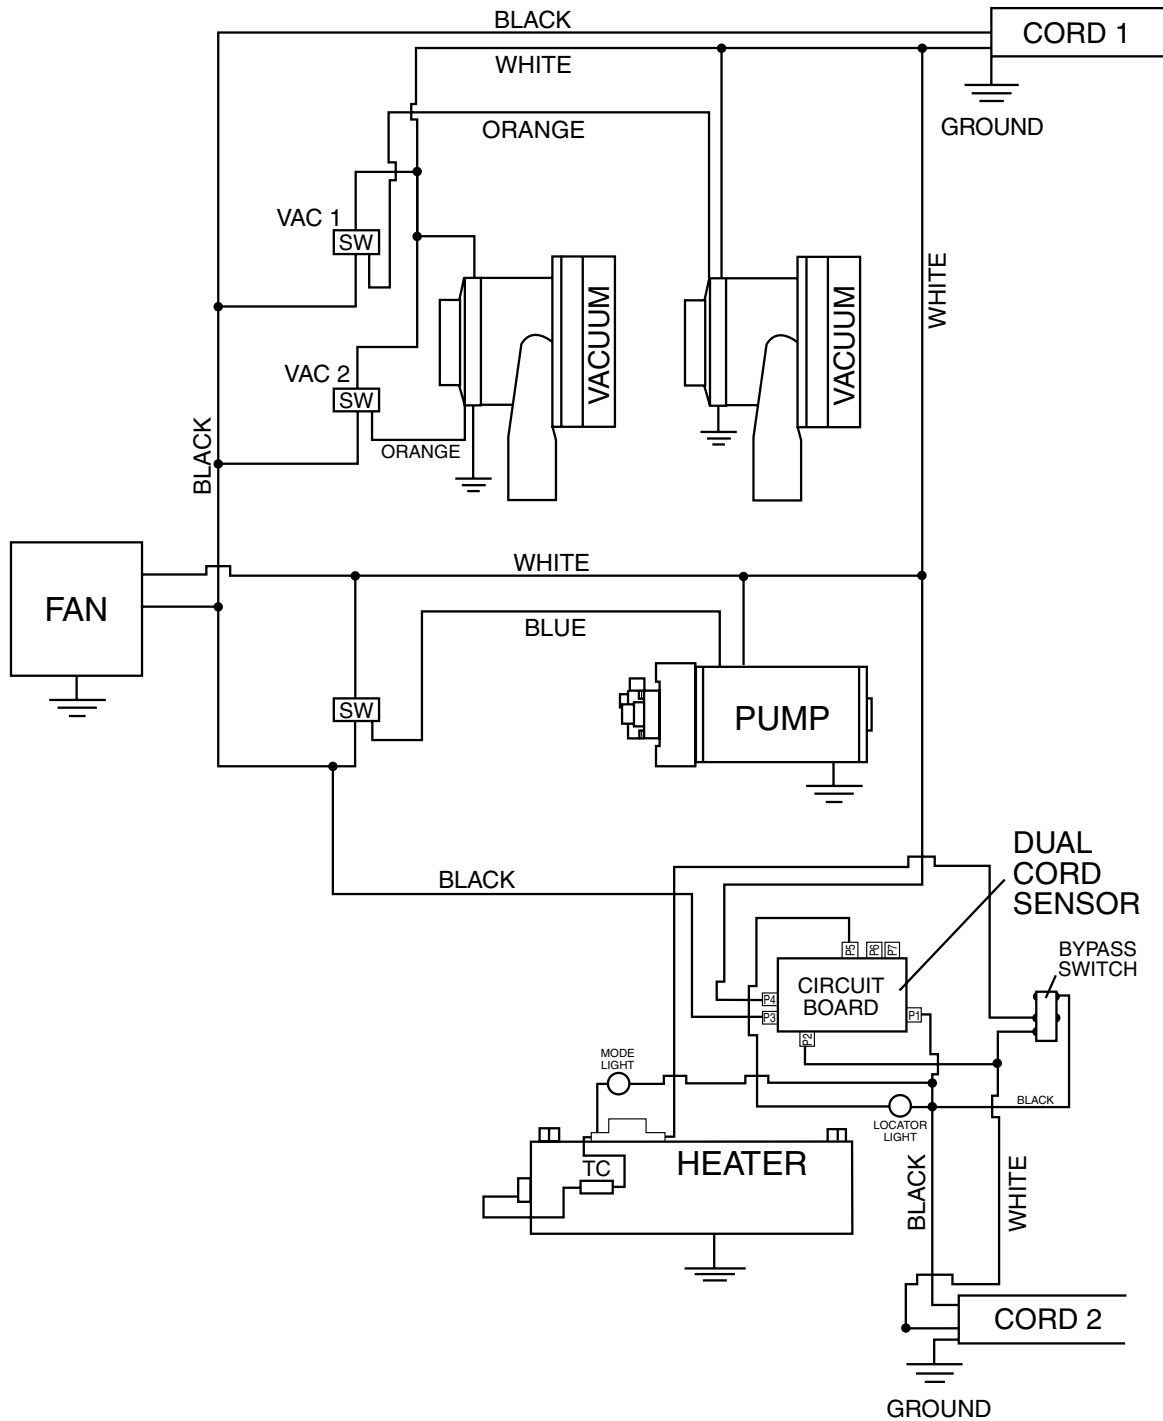 BLACK
CORD 1
WHITE
GROUND
ORANGE
VAC 1
SW
WHITE
VACUUM
VACUUM
VAC 2
SW
ORANGE
BLACK
WHITE
FAN
BLUE
SW
PUMP
DUAL
CORD
SENSOR
BLACK
BYPASS
SWITCH
P5
P6
P7
CIRCUIT
BOARD
P4
P3
P1
P2
MODE
LIGHT
BLACK
LOCATOR
LIGHT
HEATER
TC
BLACK
WHITE
CORD 2
GROUND